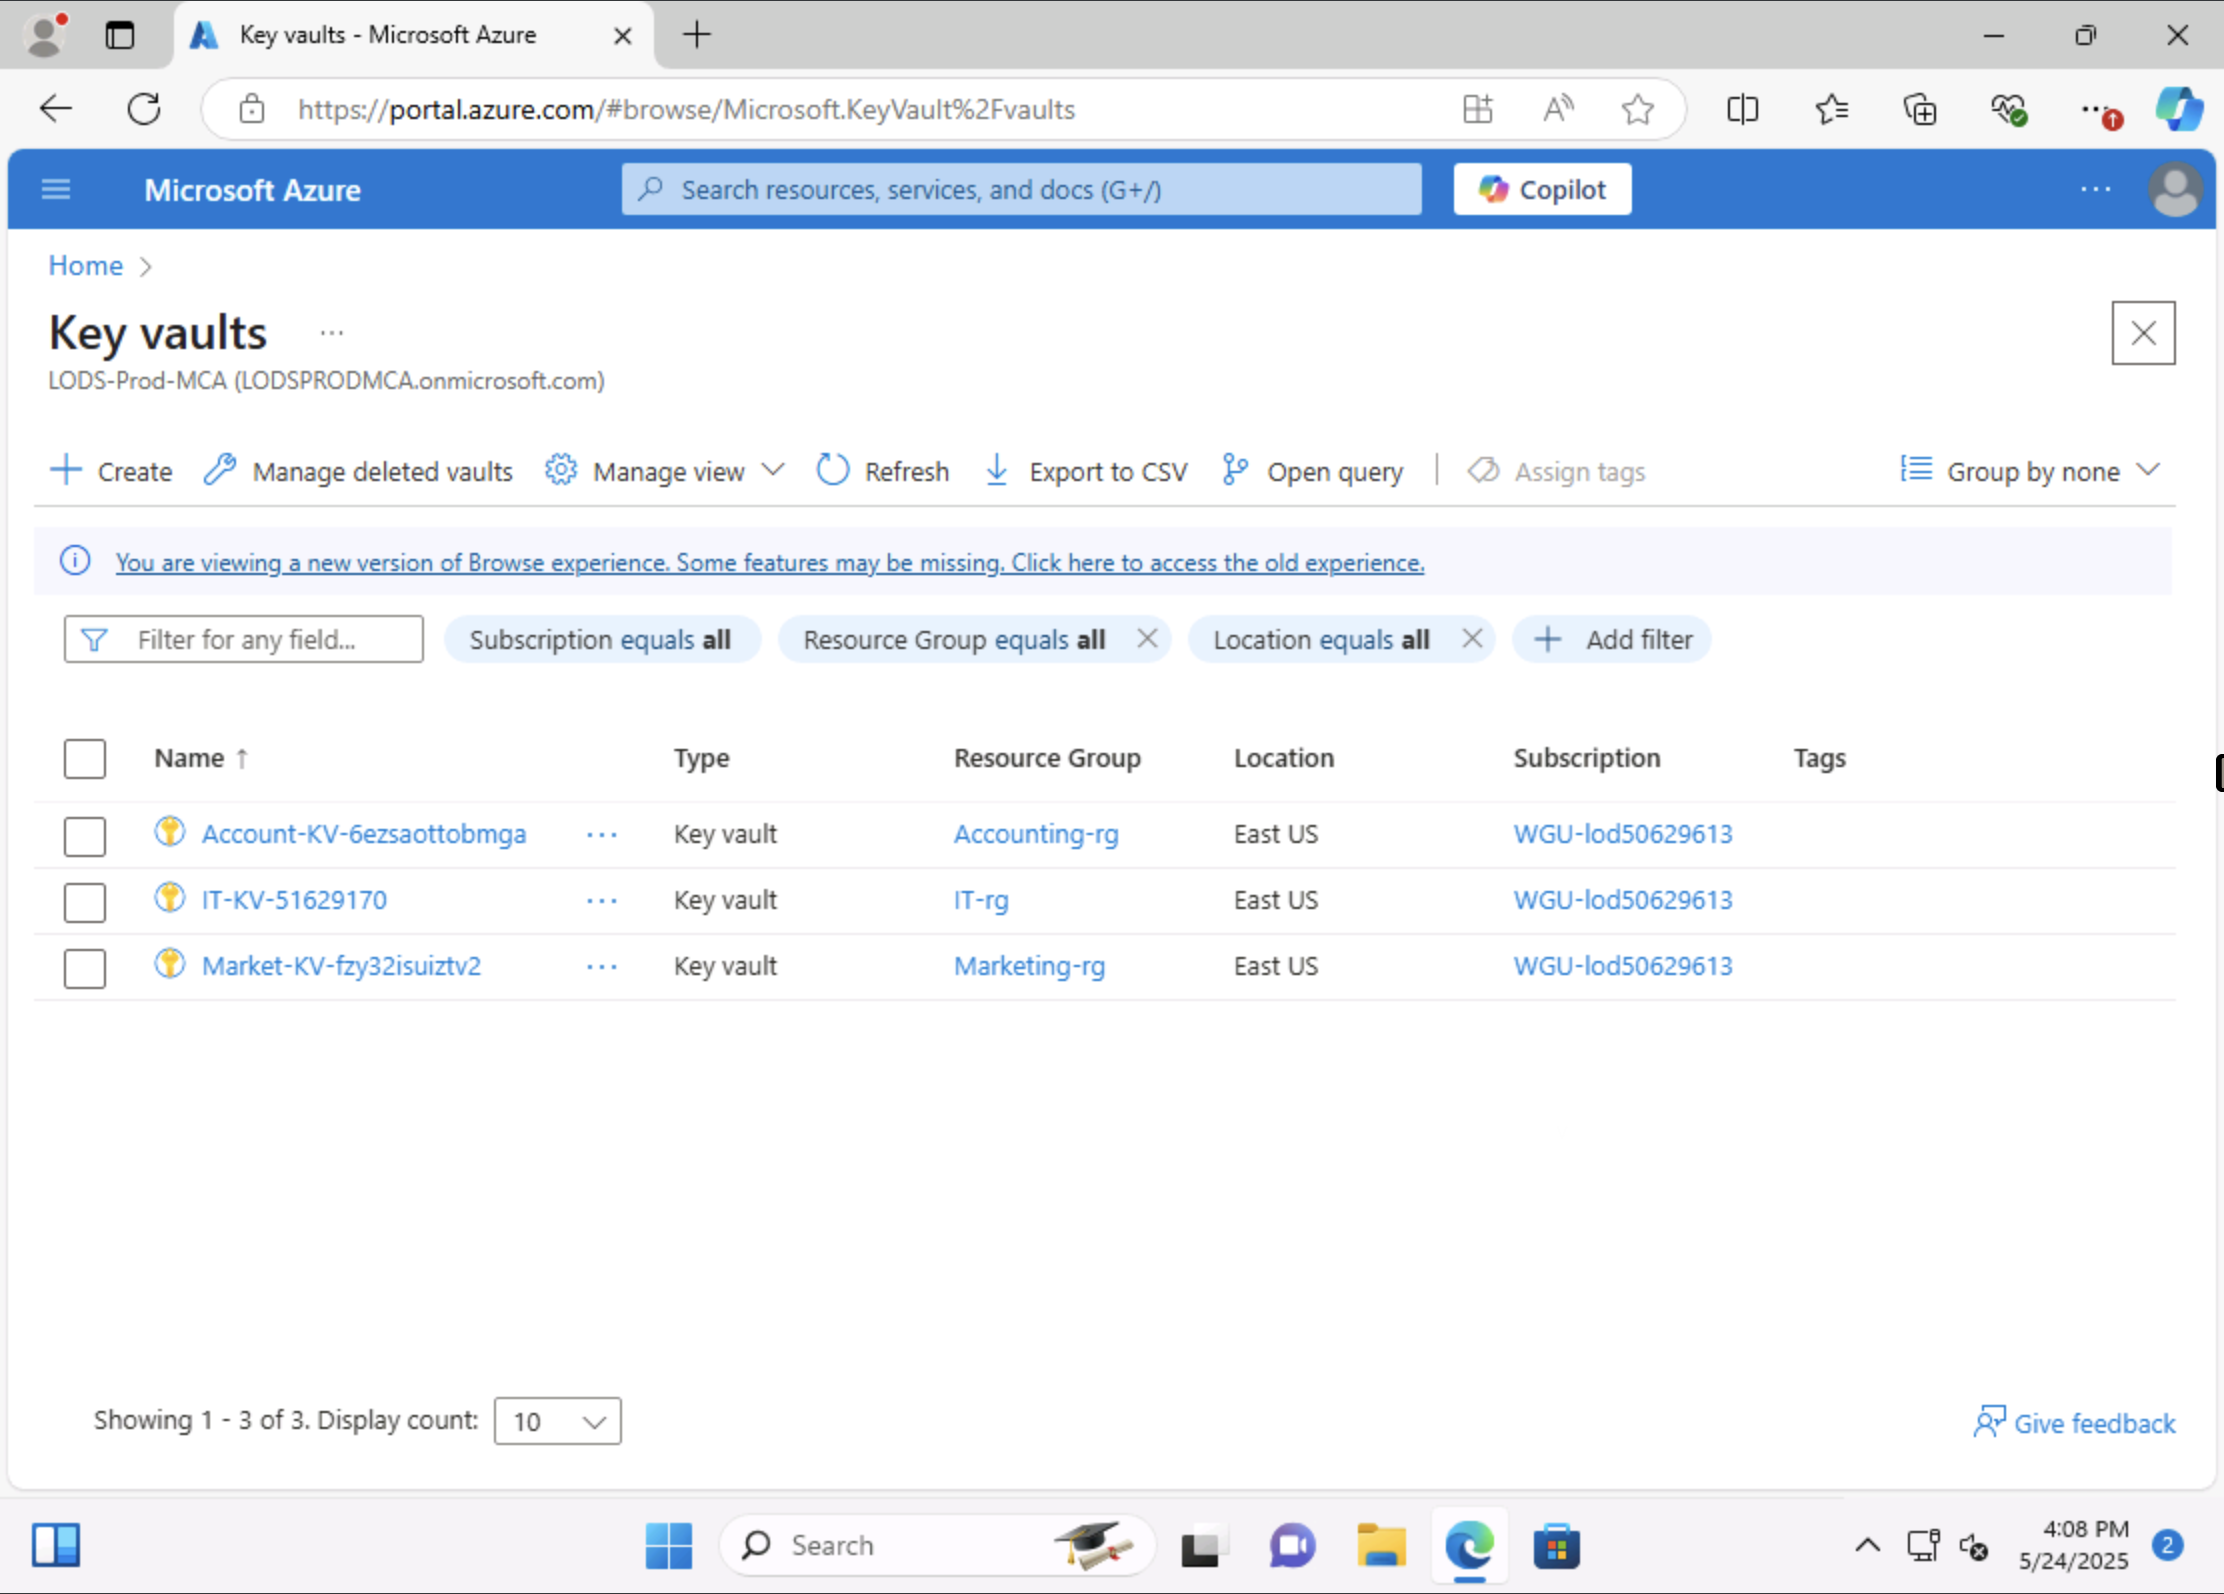 Key vaults - Microsoft Azure
https://portal.azure.com/#browse/Microsoft.KeyVault%2Fvaults
Microsoft Azure
Search resources, services, and docs (G+/)
Copilot
Home
Key vaults
LODS-Prod-MCA (LODSPRODMCA.onmicrosoft.com)
Create Manage deleted vaults Manage view Refresh Export to CSV Open query Assign tags Group by none
You are viewing a new version of Browse experience. Some features may be missing. Click here to access the old experience.
Filter for any field... Subscription equals all Resource Group equals all Location equals all Add filter
Name ↑ Type Resource Group Location Subscription Tags
Account-KV-6ezsaottobmga ... Key vault Accounting-rg East US WGU-lod50629613
IT-KV-51629170 ... Key vault IT-rg East US WGU-lod50629613
Market-KV-fzy32isuiztv2 ... Key vault Marketing-rg East US WGU-lod50629613
Showing 1 - 3 of 3. Display count: 10
Give feedback
Search
4:08 PM
5/24/2025
2